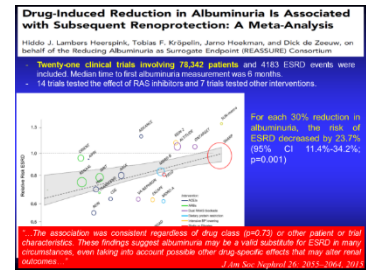 Drug-Induced Reduction in Albuminuria Is Associated
with Subsequent Renoprotection: A Meta-Analysis
Hiddo J. Lambers Heerspink, Tobias F. Kröpelin, Jarno Hoekman, and Dick de Zeeuw, on
behalf of the Reducing Albuminuria as Surrogate Endpoint (REASSURE) Consortium
- Twenty-one clinical trials involving 78,342 patients and 4183 ESRD events were
included. Median time to first albuminuria measurement was 6 months.
- 14 trials tested the effect of RAS inhibitors and 7 trials tested other interventions.
For each 30% reduction in
albuminuria, the risk of
ESRD decreased by 23.7%
(95% CI 11.4%-34.2%;
p=0.001)
Relative Risk ESRD
"...The association was consistent regardless of drug class (p=0.73) or other patient or trial
characteristics. These findings suggest albuminuria may be a valid substitute for ESRD in many
circumstances, even taking into account possible other drug-specific effects that may alter renal
outcomes..."
J Am Soc Nephrol 26: 2055–2064, 2015